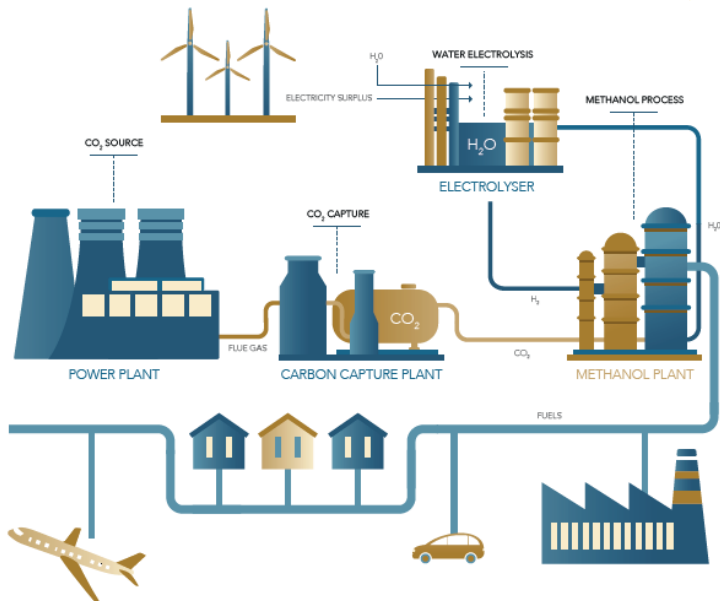 H₂O
WATER ELECTROLYSIS
ELECTRICITY SURPLUS
METHANOL PROCESS
CO₂ SOURCE
H₂O
ELECTROLYSER
CO₂ CAPTURE
H₂O
H₂
CO₂
FLUE GAS
CO₂
POWER PLANT
CARBON CAPTURE PLANT
METHANOL PLANT
FUELS